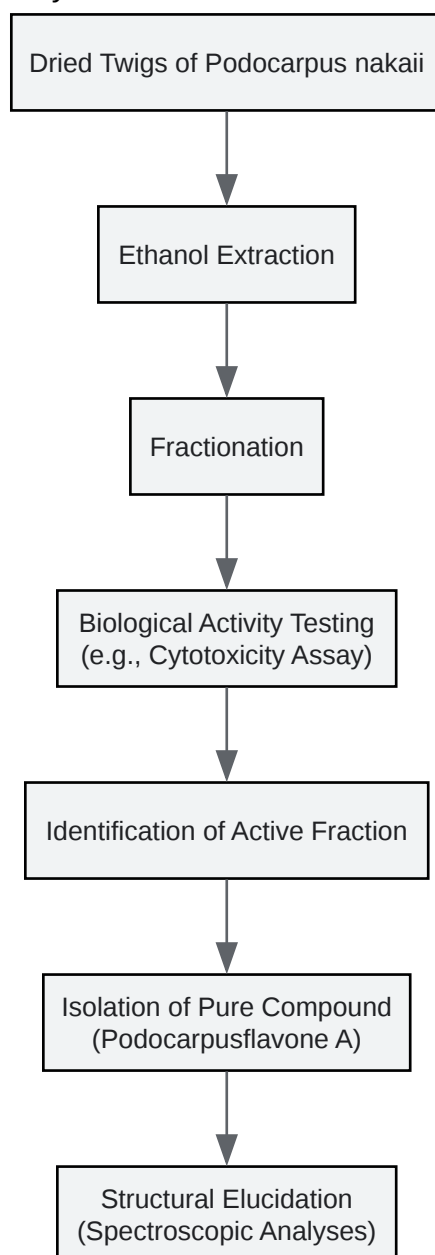 Dried Twigs of Podocarpus nakaii
Ethanol Extraction
Fractionation
Biological Activity Testing
(e.g., Cytotoxicity Assay)
Identification of Active Fraction
Isolation of Pure Compound
(Podocarpusflavone A)
Structural Elucidation
(Spectroscopic Analyses)